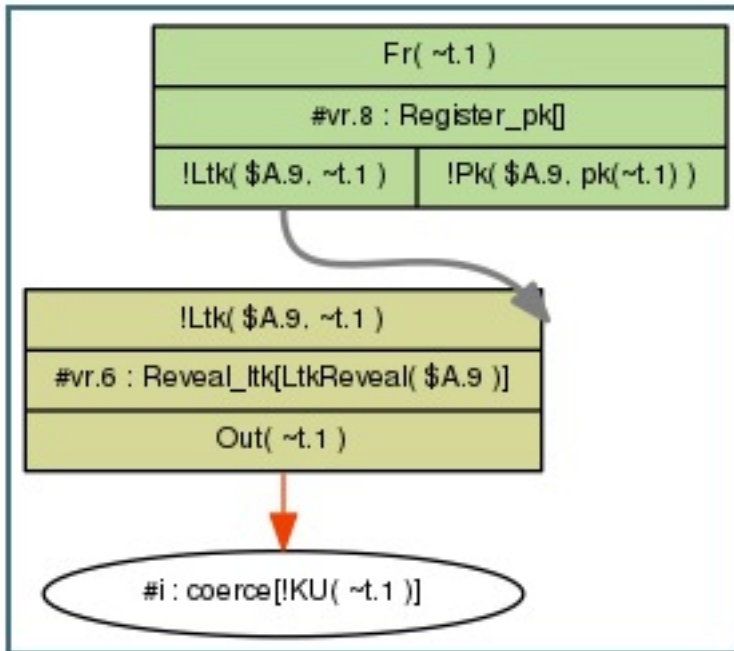 Fr( ~t.1 )
#vr.8 : Register_pk[]
!Ltk( $A.9, ~t.1 ) !Pk( $A.9, pk(~t.1) )
!Ltk( $A.9, ~t.1 )
#vr.6 : Reveal_ltk[LtkReveal( $A.9 )]
Out( ~t.1 )
#i : coerce[!KU( ~t.1 )]